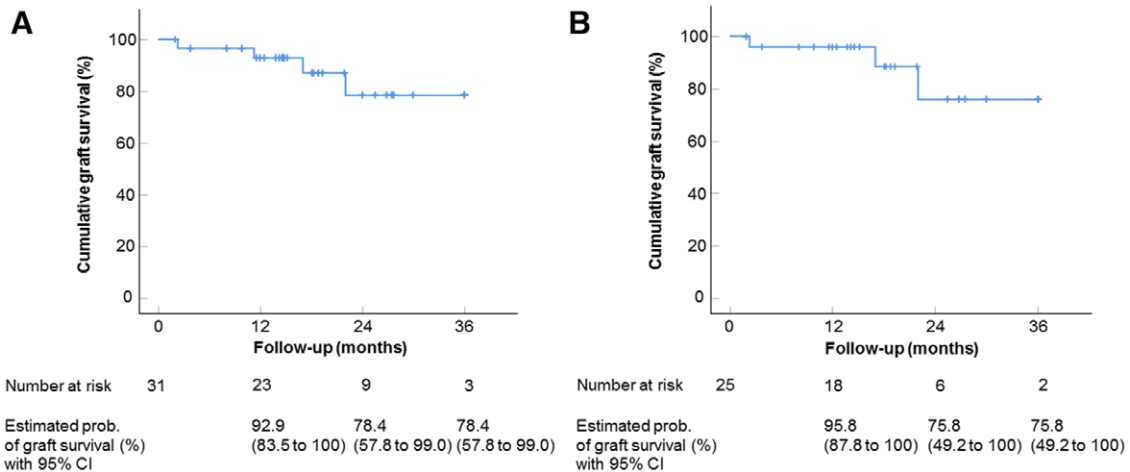 A
100
80
60
40
20
0
Cumulative graft survival (%)
0 12 24 36
Follow-up (months)
Number at risk 31 23 9 3
Estimated prob. 92.9 78.4 78.4
of graft survival (%) (83.5 to 100) (57.8 to 99.0) (57.8 to 99.0)
with 95% CI
B
100
80
60
40
20
0
Cumulative graft survival (%)
0 12 24 36
Follow-up (months)
Number at risk 25 18 6 2
Estimated prob. 95.8 75.8 75.8
of graft survival (%) (87.8 to 100) (49.2 to 100) (49.2 to 100)
with 95% CI